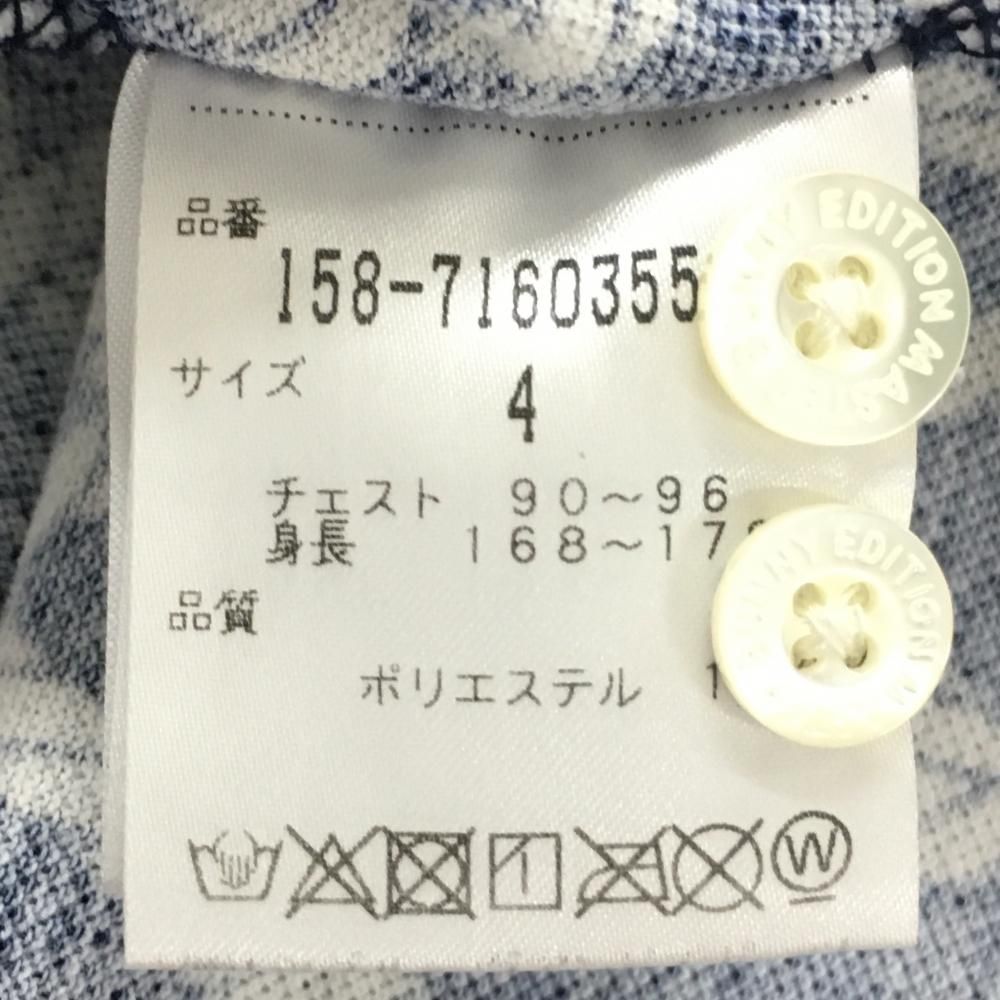 品番
158-7160355
サイズ
4
チェスト 90～96
身長 168～17
品質
ポリエステル 1
W
EDITION MAS
EDITION M